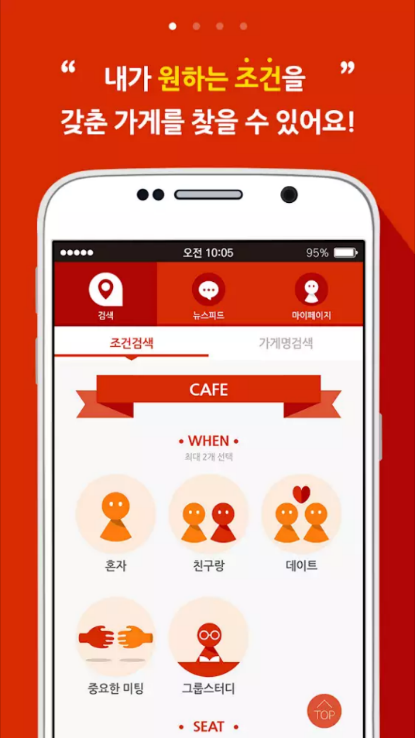 “ 내가 원하는 조건을 ”
갖춘 가게를 찾을 수 있어요!
오전 10:05 95%
검색 뉴스피드 마이페이지
조건검색 가게명검색
CAFE
• WHEN •
최대 2개 선택
혼자 친구랑 데이트
중요한 미팅 그룹스터디
TOP
• SEAT •